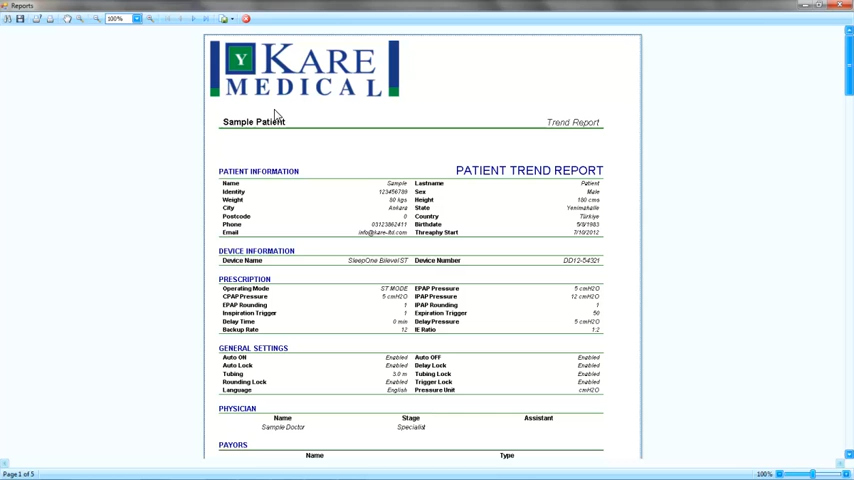 Reports
100%
Y KARE
MEDICAL
Sample Patient Trend Report
PATIENT INFORMATION PATIENT TREND REPORT
Name Sample Lastname Patient
Identity 123456789 Sex Male
Weight 80 kgs Height 180 cms
City Ankara State Yenimahalle
Postcode 0 Country Türkiye
Phone 03123862411 Birthdate 5/8/1983
Email info@kare-ltd.com Threaphy Start 7/10/2012
DEVICE INFORMATION
Device Name SleepOne Bilevel ST Device Number DD12-54321
PRESCRIPTION
Operating Mode ST MODE EPAP Pressure 5 cmH2O
CPAP Pressure 5 cmH2O IPAP Pressure 12 cmH2O
EPAP Rounding 1 IPAP Rounding 1
Inspiration Trigger 1 Expiration Trigger 50
Delay Time 0 min Delay Pressure 5 cmH2O
Backup Rate 12 IE Ratio 1:2
GENERAL SETTINGS
Auto ON Enabled Auto OFF Enabled
Auto Lock Enabled Delay Lock Enabled
Tubing 3.0 m Tubing Lock Enabled
Rounding Lock Enabled Trigger Lock Enabled
Language English Pressure Unit cmH2O
PHYSICIAN
Name Stage Assistant
Sample Doctor Specialist
PAYORS
Name Type
Page 1 of 5 100%